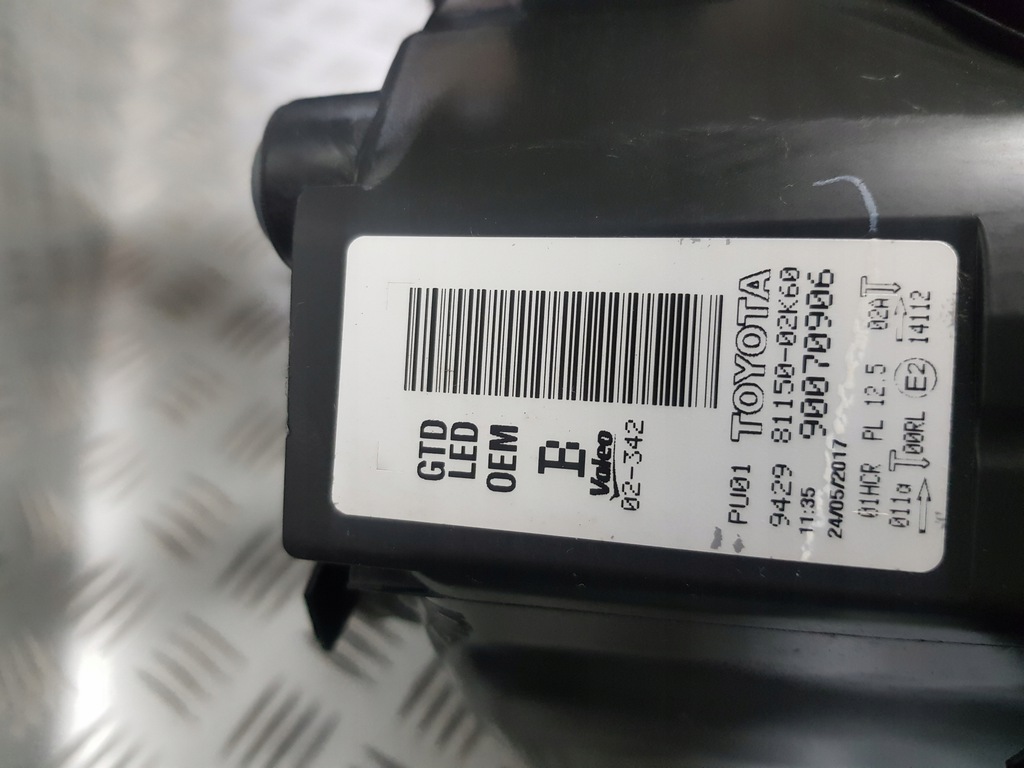 GTD
LED
OEM
Valeo
02-342
PU01 TOYOTA
9429 81150-02K60
11:35 90070906
24/05/2017
01HCR PL 12.5 02A
011a 00RL E2 14112